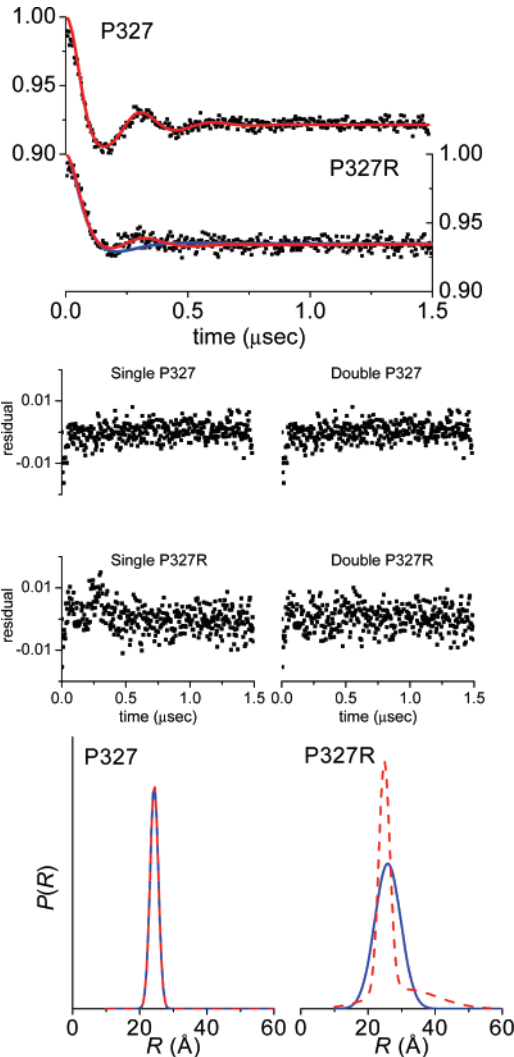 1.00
P327
0.95
0.90
1.00
P327R
0.95
0.90
0.0 0.5 1.0 1.5
time (μsec)
Single P327 Double P327
0.01
-0.01
residual
Single P327R Double P327R
0.01
-0.01
residual
0.0 0.5 1.0 1.5 0.0 0.5 1.0 1.5
time (μsec) time (μsec)
P327 P327R
P(R)
0 20 40 60 0 20 40 60
R (Å) R (Å)